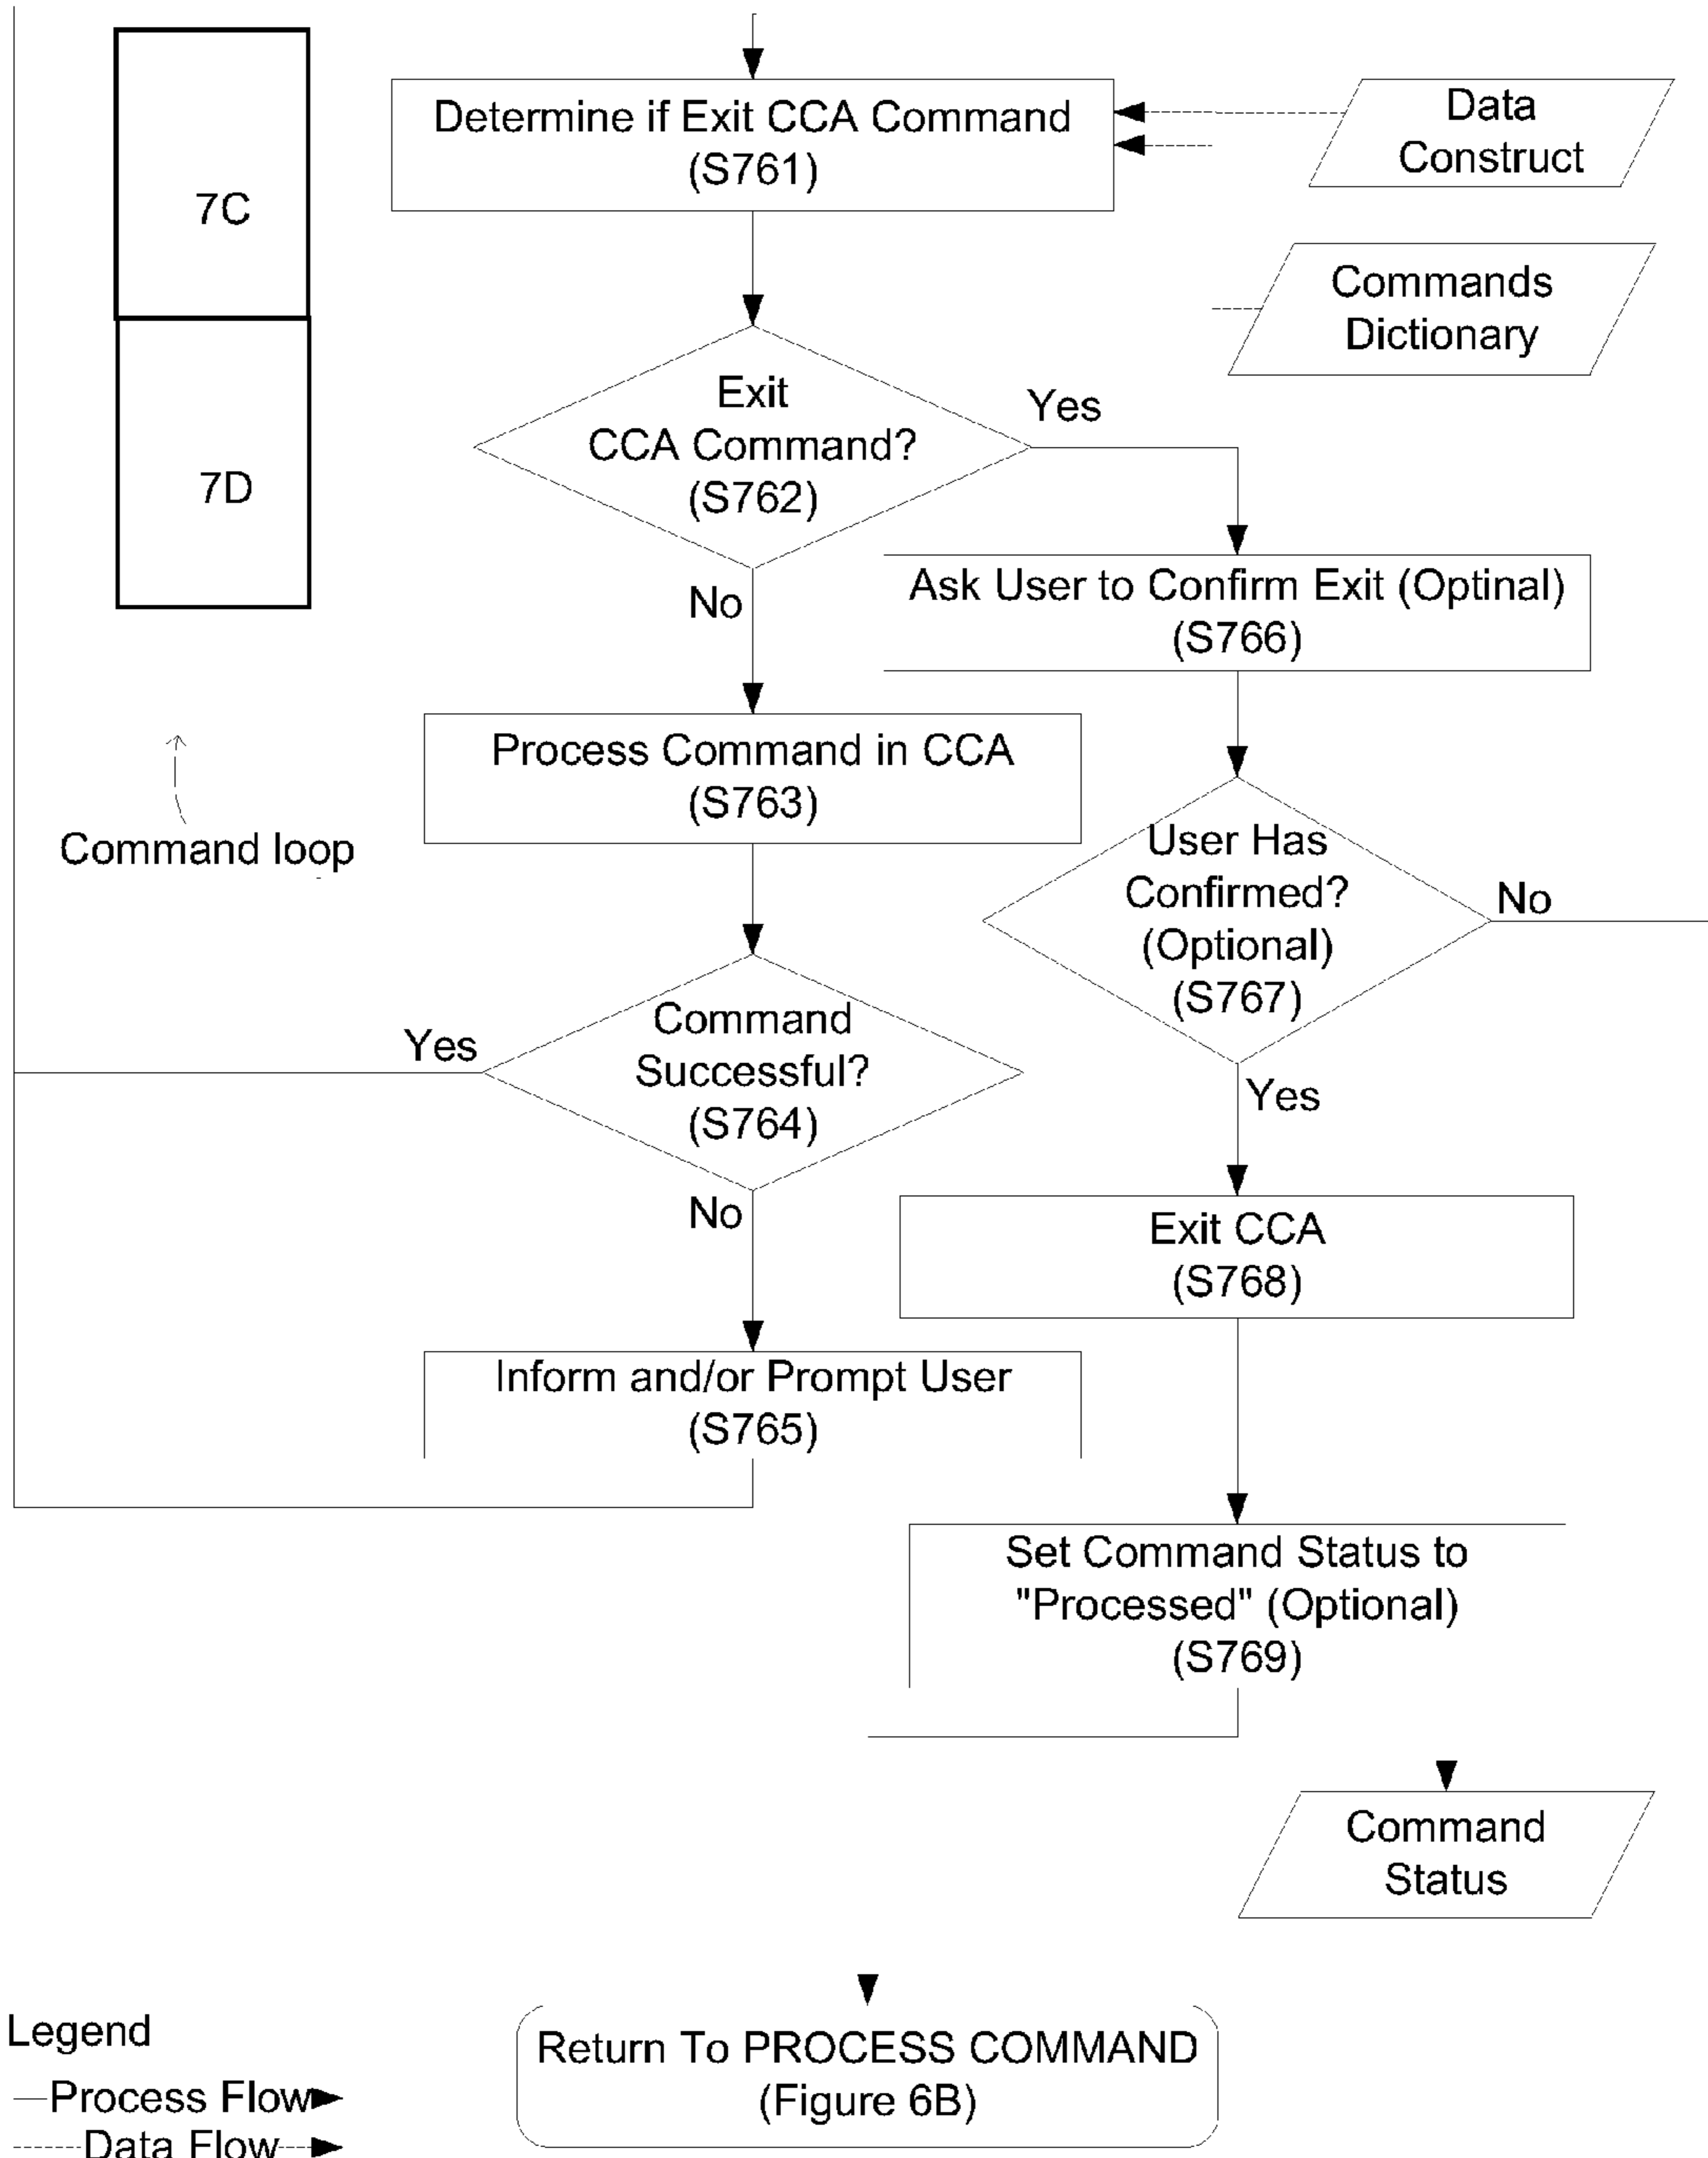 Determine if Exit CCA Command
(S761)
Data
Construct
7C
Commands
Dictionary
Exit
CCA Command?
(S762)
Yes
7D
No
Ask User to Confirm Exit (Optinal)
(S766)
Process Command in CCA
(S763)
Command loop
User Has
Confirmed?
(Optional)
(S767)
No
Command
Successful?
(S764)
Yes
Yes
No
Exit CCA
(S768)
Inform and/or Prompt User
(S765)
Set Command Status to
"Processed" (Optional)
(S769)
Command
Status
Legend
Process Flow
Data Flow
Return To PROCESS COMMAND
(Figure 6B)